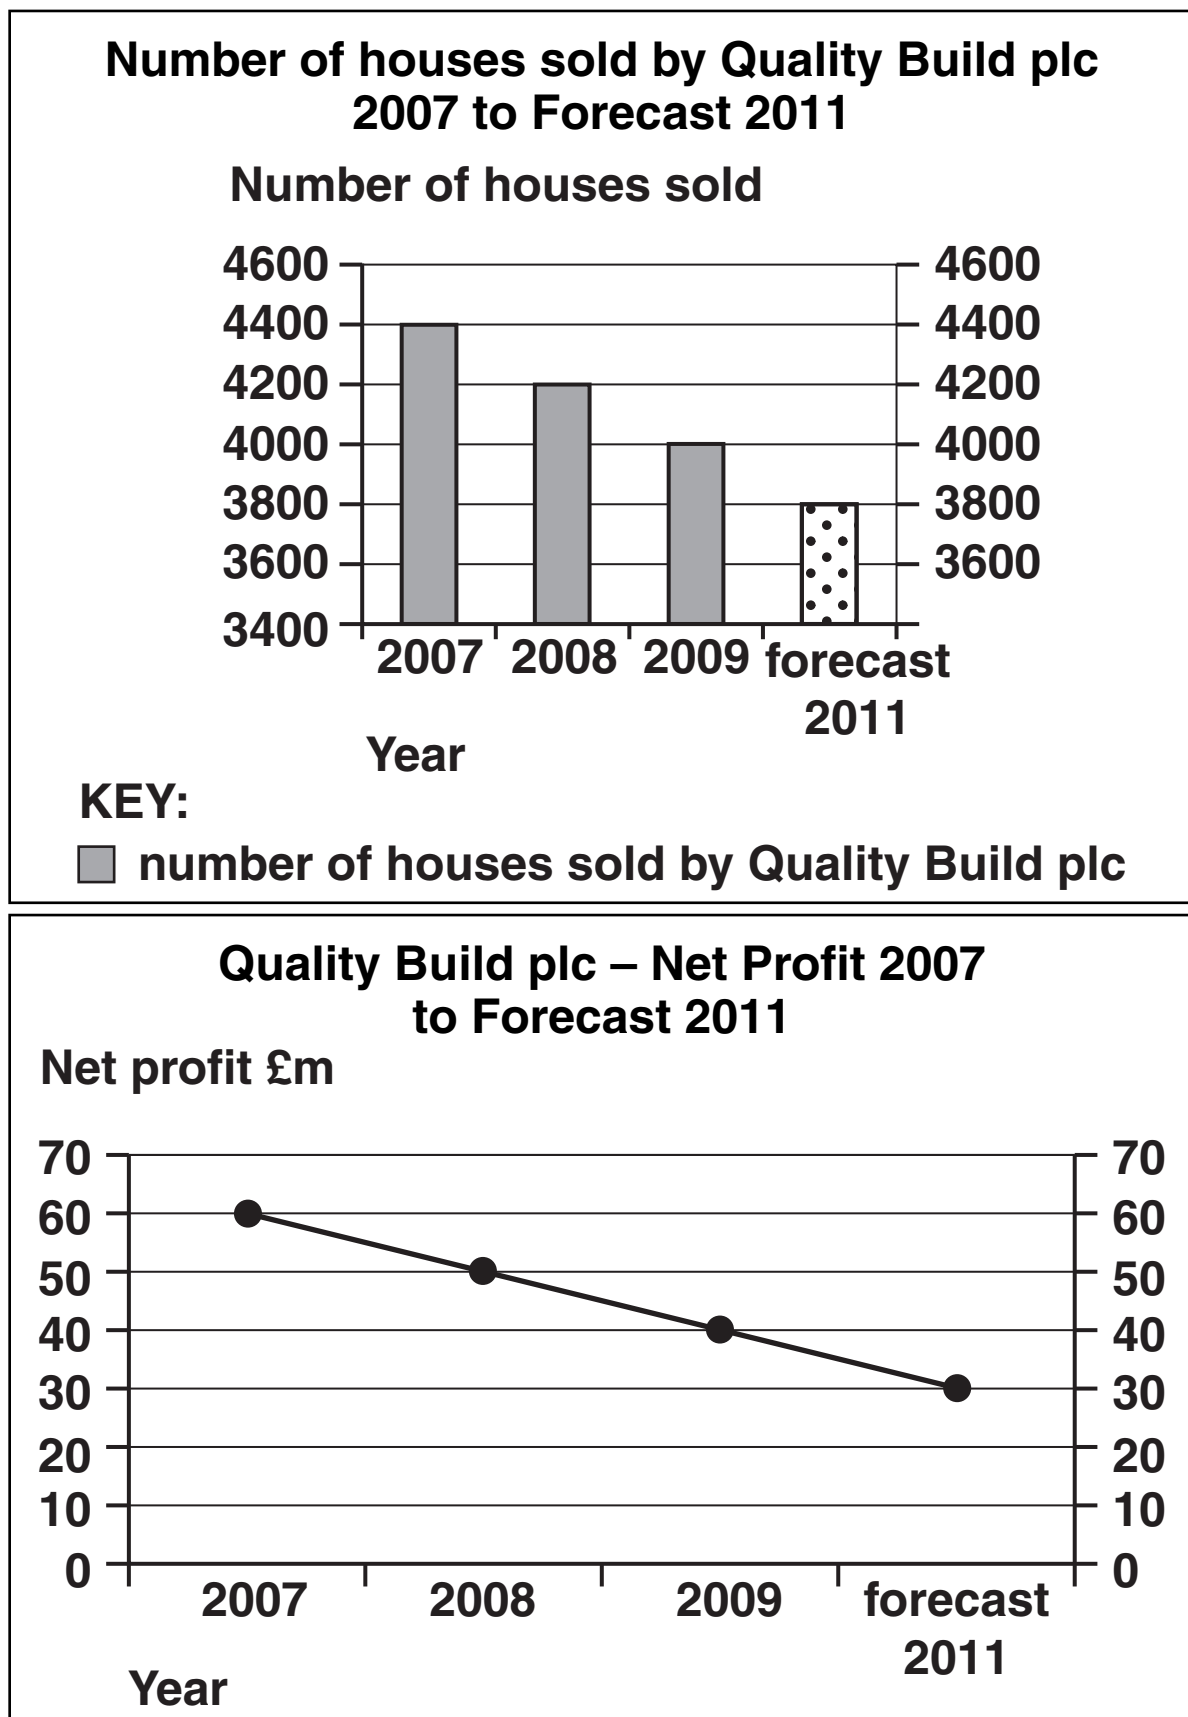 Number of houses sold by Quality Build plc
2007 to Forecast 2011
Number of houses sold
4600 4600
4400 4400
4200 4200
4000 4000
3800 3800
3600 3600
3400
2007 2008 2009 forecast
2011
Year
KEY:
number of houses sold by Quality Build plc
Quality Build plc – Net Profit 2007
to Forecast 2011
Net profit £m
70 70
60 60
50 50
40 40
30 30
20 20
10 10
0 0
2007 2008 2009 forecast
2011
Year